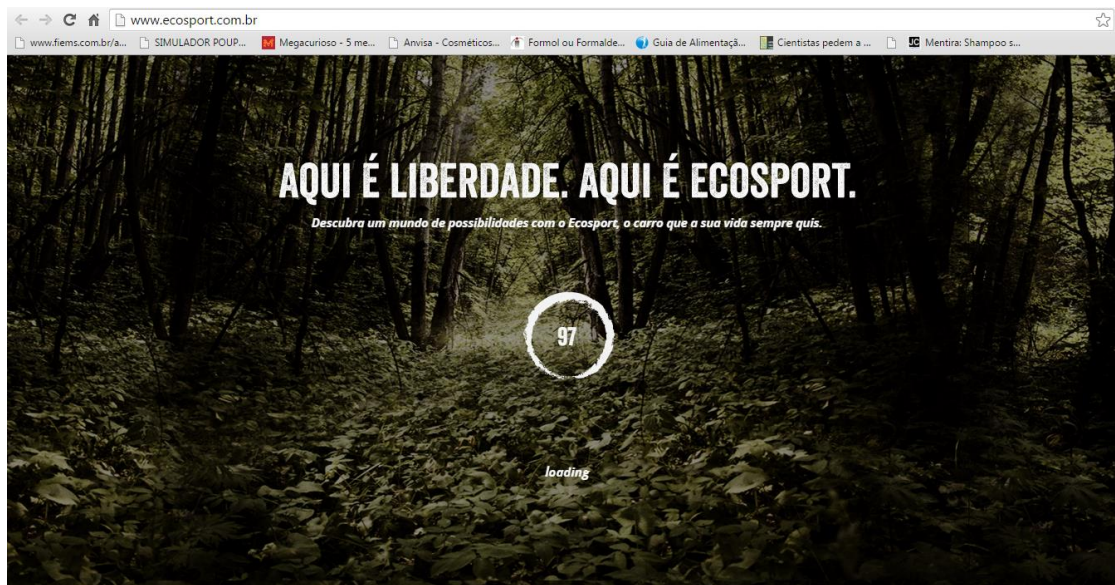 www.ecosport.com.br
www.fiems.com.br/a... SIMULADOR POUP... Megacurioso - 5 me... Anvisa - Cosméticos... Formol ou Formalde... Guia de Alimentaçã... Cientistas pedem a ... JC Mentira: Shampoo s...
AQUI É LIBERDADE. AQUI É ECOSPORT.
Descubra um mundo de possibilidades com o Ecosport, o carro que a sua vida sempre quis.
97
loading